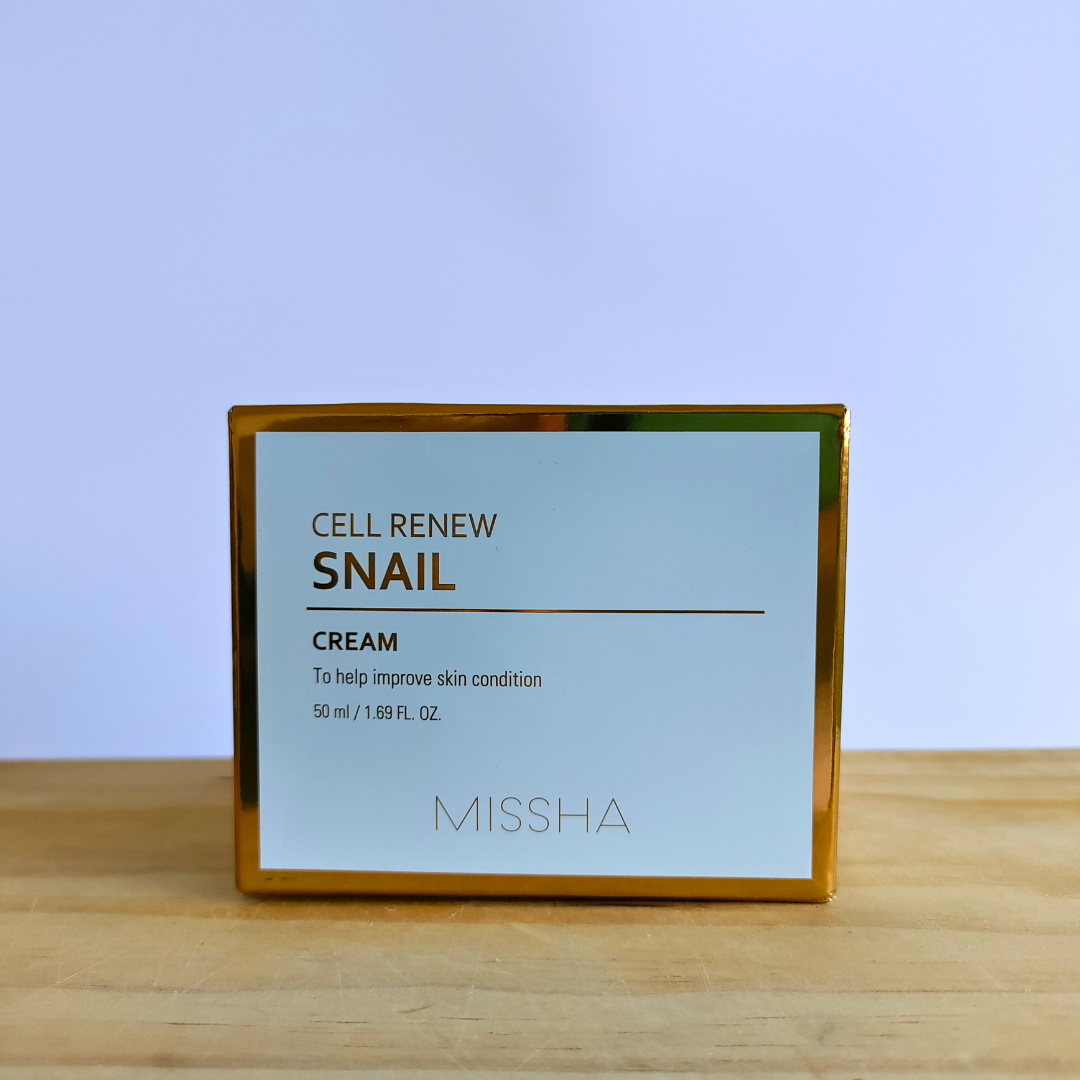 CELL RENEW
SNAIL
CREAM
To help improve skin condition
50 ml / 1.69 FL. OZ.
MISSHA